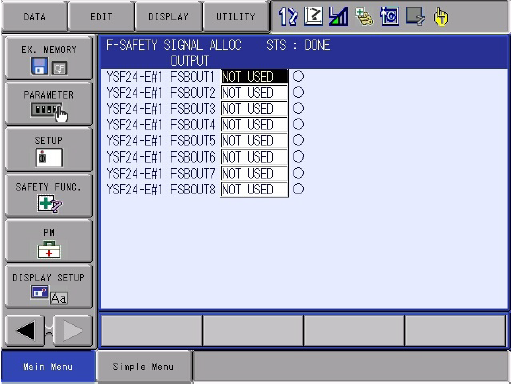 DATA EDIT DISPLAY UTILITY
EX. MEMORY
PARAMETER
SETUP
SAFETY FUNC.
PM
DISPLAY SETUP
Aa
F-SAFETY SIGNAL ALLOC STS : DONE
OUTPUT
YSF24-E#1 FSBOUT1 NOT USED
YSF24-E#1 FSBOUT2 NOT USED
YSF24-E#1 FSBOUT3 NOT USED
YSF24-E#1 FSBOUT4 NOT USED
YSF24-E#1 FSBOUT5 NOT USED
YSF24-E#1 FSBOUT6 NOT USED
YSF24-E#1 FSBOUT7 NOT USED
YSF24-E#1 FSBOUT8 NOT USED
Main Menu Simple Menu